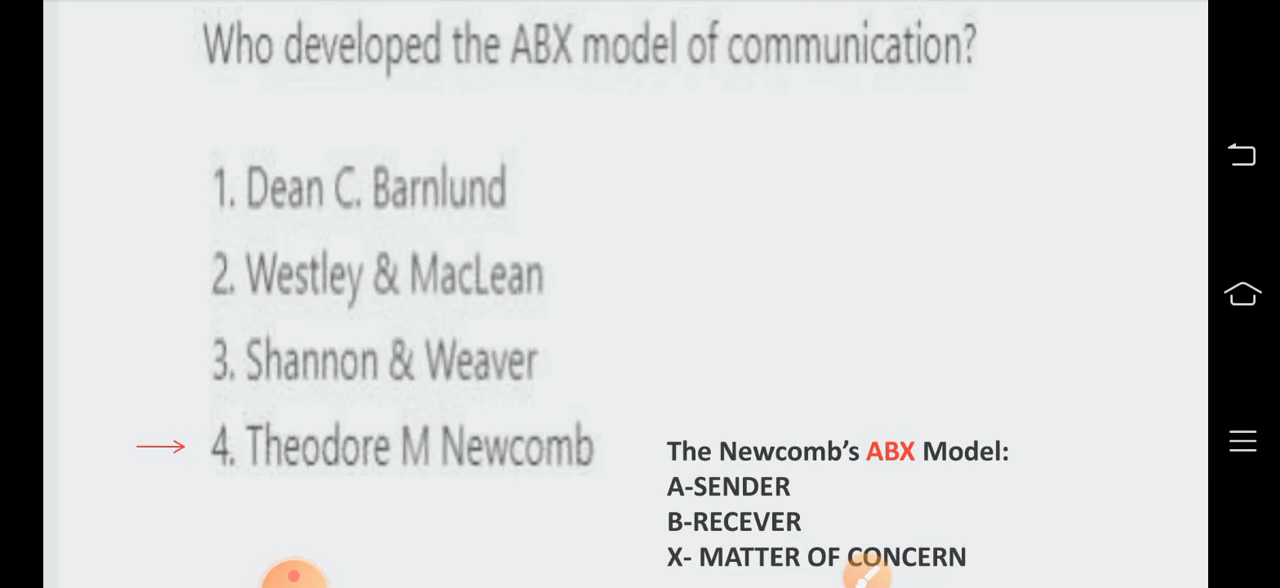 Who developed the ABX model of communication?
1. Dean C. Barnlund
2. Westley & MacLean
3. Shannon & Weaver
4. Theodore M Newcomb
The Newcomb's ABX Model:
A-SENDER
B-RECEVER
X- MATTER OF CONCERN